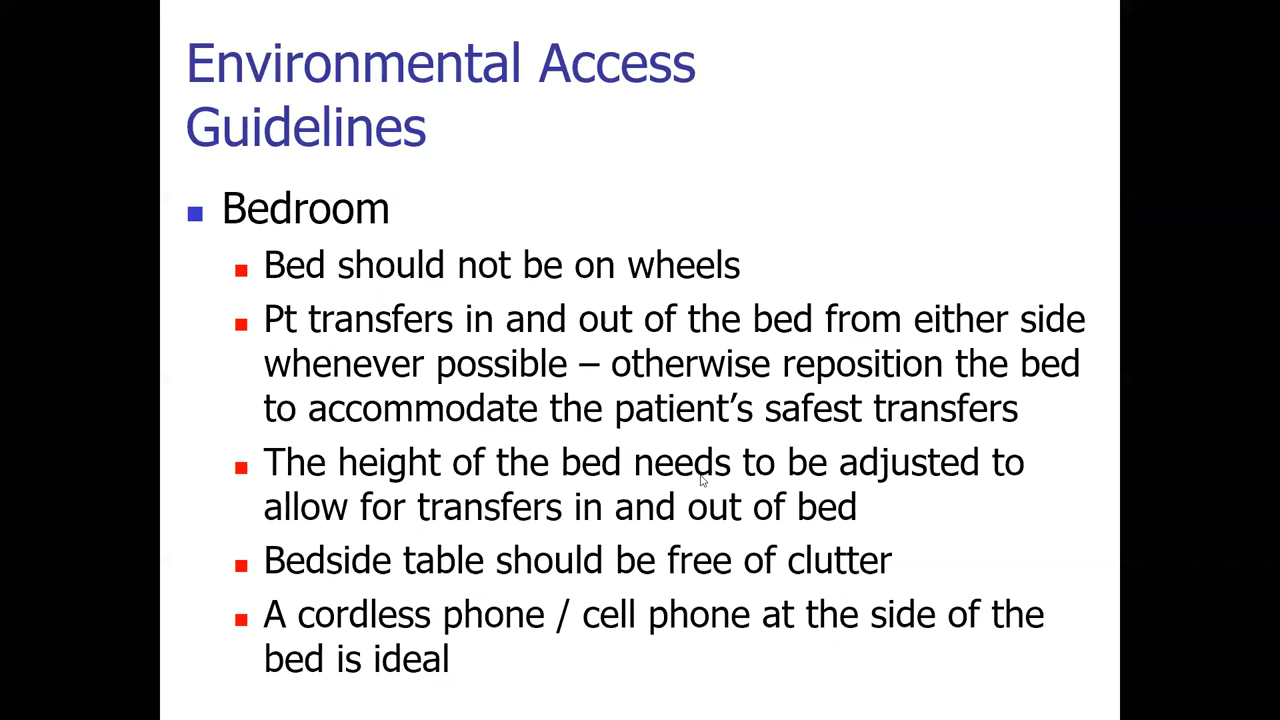 Environmental Access
Guidelines
Bedroom
Bed should not be on wheels
Pt transfers in and out of the bed from either side
whenever possible – otherwise reposition the bed
to accommodate the patient’s safest transfers
The height of the bed needs to be adjusted to
allow for transfers in and out of bed
Bedside table should be free of clutter
A cordless phone / cell phone at the side of the
bed is ideal